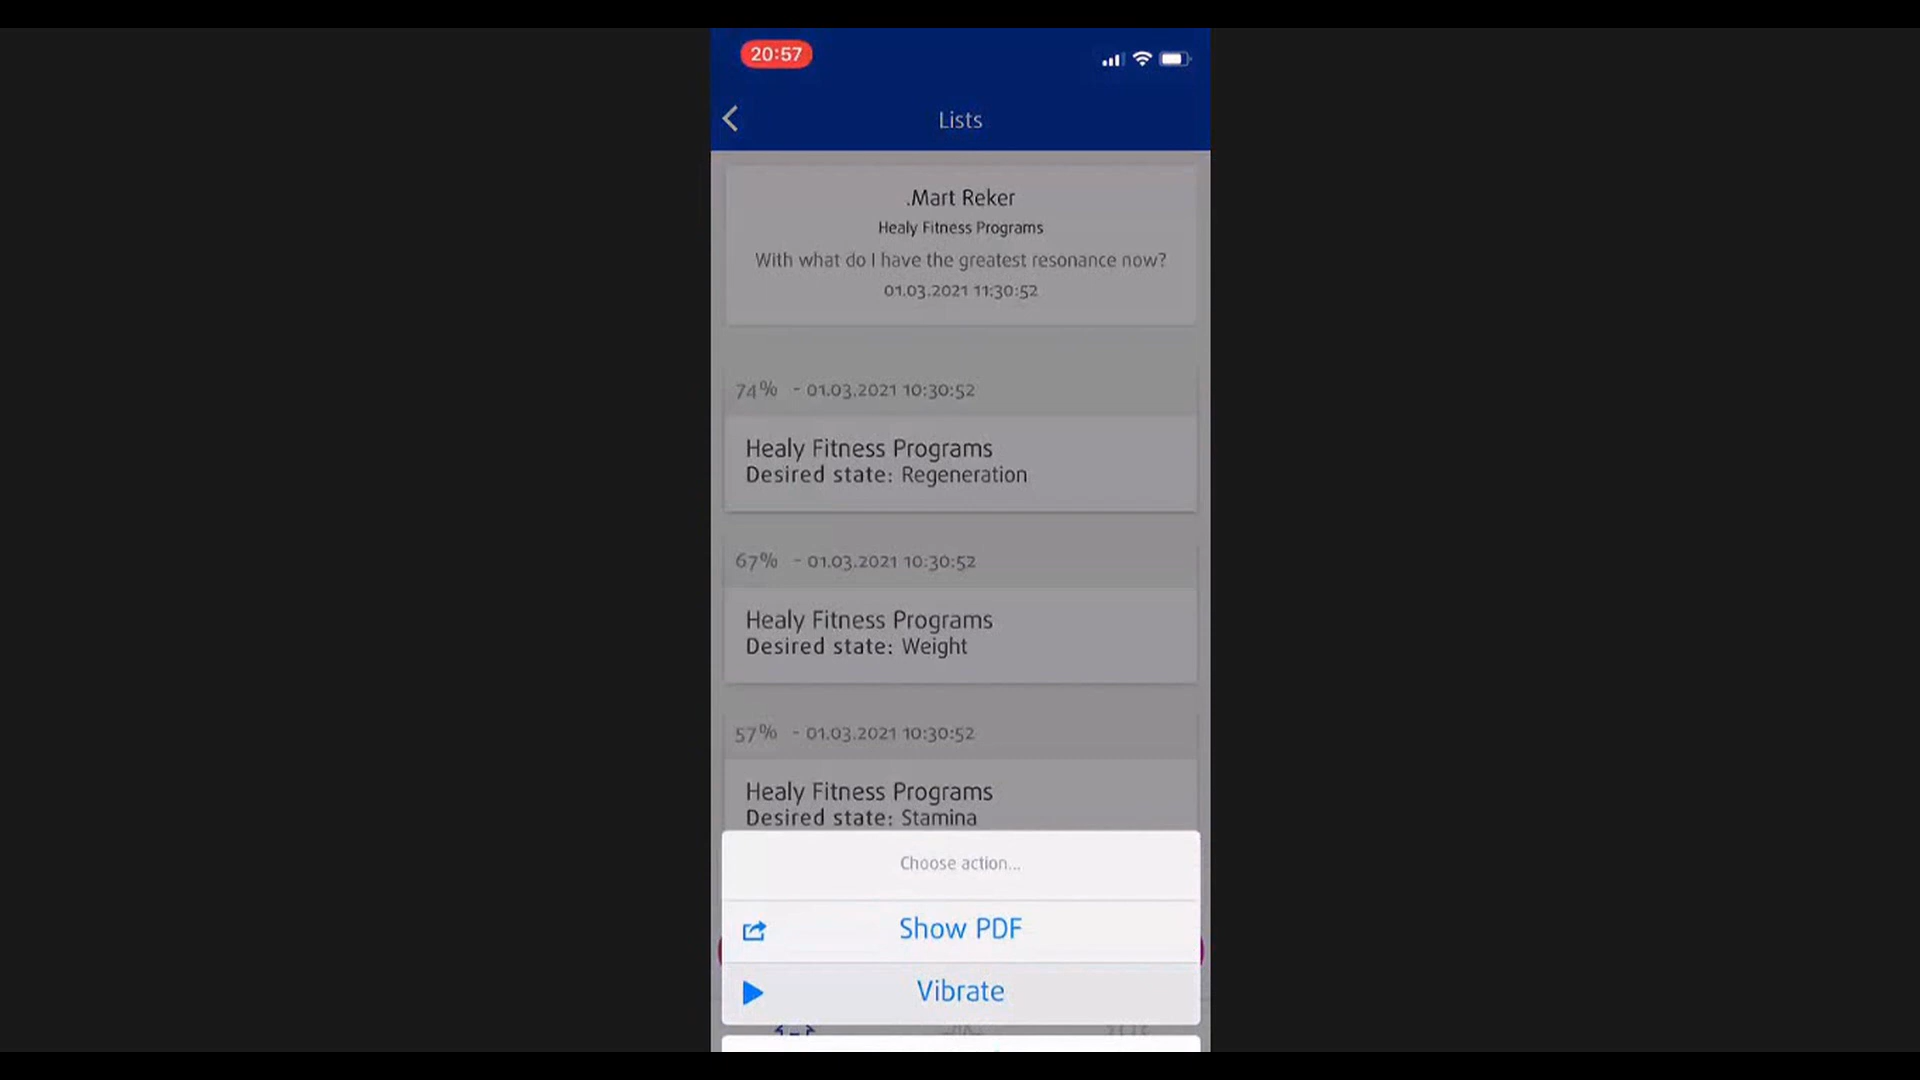 20:57
Lists
.Mart Reker
Healy Fitness Programs
With what do I have the greatest resonance now?
01.03.2021 11:30:52
74% - 01.03.2021 10:30:52
Healy Fitness Programs
Desired state: Regeneration
67% - 01.03.2021 10:30:52
Healy Fitness Programs
Desired state: Weight
57% - 01.03.2021 10:30:52
Healy Fitness Programs
Desired state: Stamina
Choose action...
Show PDF
Vibrate